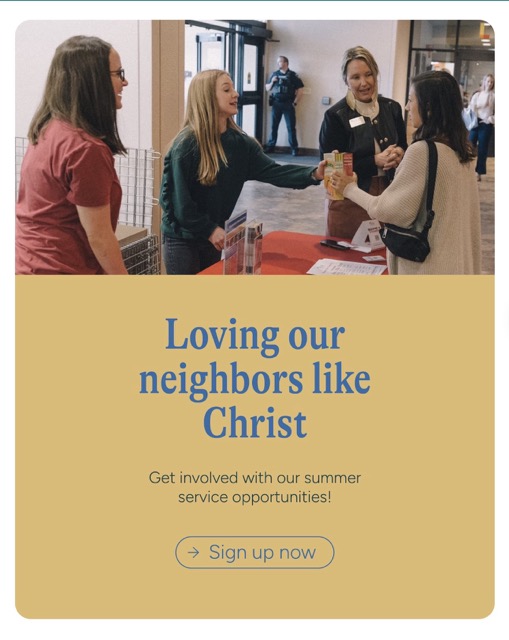 Loving our
neighbors like
Christ
Get involved with our summer
service opportunities!
→ Sign up now